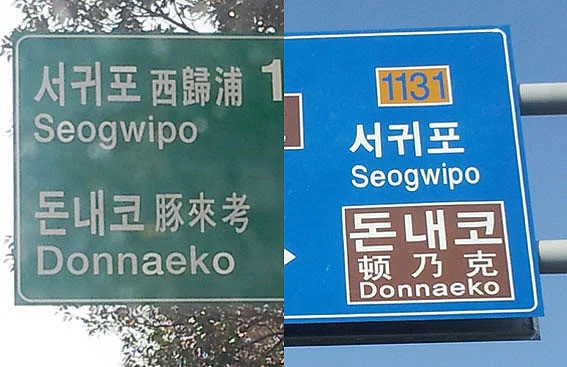 서귀포 西歸浦 1
Seogwipo
돈내코 豚來考
Donnaeko
1131
서귀포
Seogwipo
돈내코
顿乃克
Donnaeko